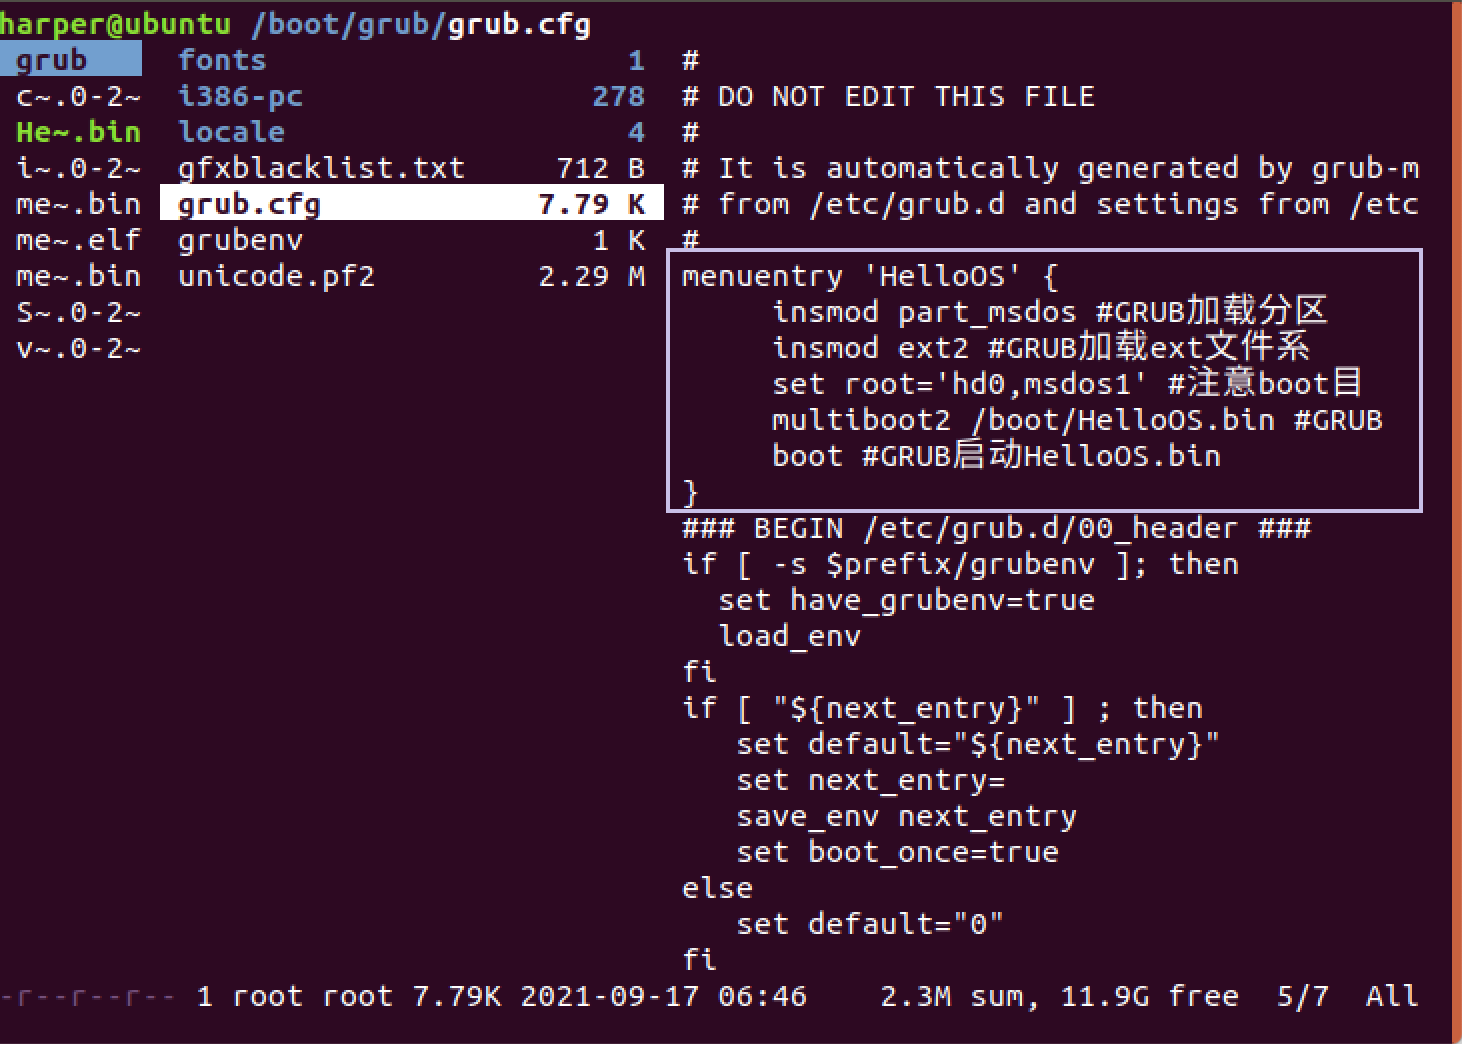 harper@ubuntu /boot/grub/grub.cfg
grub fonts 1 #
c~.0-2~ i386-pc 278 # DO NOT EDIT THIS FILE
He~.bin locale 4 #
i~.0-2~ gfxblacklist.txt 712 B # It is automatically generated by grub-m
me~.bin grub.cfg 7.79 K # from /etc/grub.d and settings from /etc
me~.elf grubenv 1 K #
me~.bin unicode.pf2 2.29 M menuentry 'HelloOS' {
S~.0-2~ insmod part_msdos #GRUB加载分区
v~.0-2~ insmod ext2 #GRUB加载ext文件系
set root='hd0,msdos1' #注意boot目
multiboot2 /boot/HelloOS.bin #GRUB
boot #GRUB启动HelloOS.bin
}
### BEGIN /etc/grub.d/00_header ###
if [ -s $prefix/grubenv ]; then
set have_grubenv=true
load_env
fi
if [ "${next_entry}" ] ; then
set default="${next_entry}"
set next_entry=
save_env next_entry
set boot_once=true
else
set default="0"
fi
-r--r--r-- 1 root root 7.79K 2021-09-17 06:46 2.3M sum, 11.9G free 5/7 All